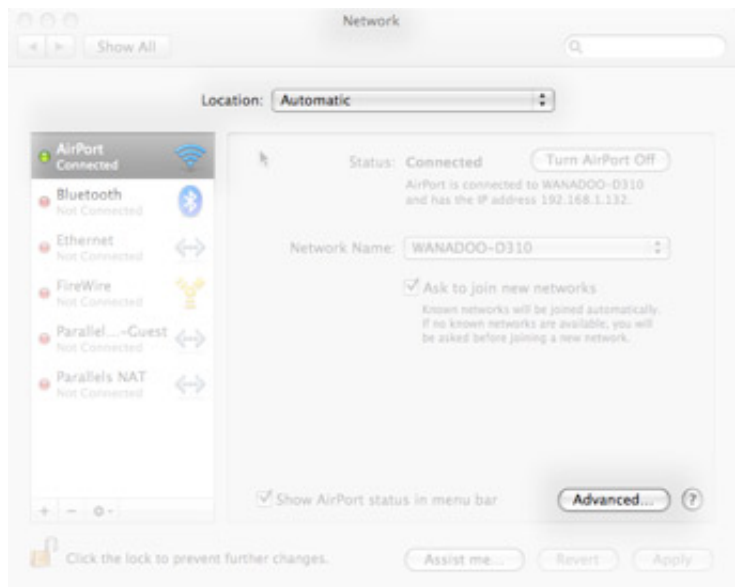 Network
Show All
Location: Automatic
AirPort
Connected
Status: Connected
Turn AirPort Off
AirPort is connected to WANADOO-D310
and has the IP address 192.168.1.132.
Bluetooth
Not Connected
Ethernet
Not Connected
Network Name: WANADOO-D310
FireWire
Not Connected
Ask to join new networks
Known networks will be joined automatically.
If no known networks are available, you will
be asked before joining a new network.
Parallel...-Guest
Not Connected
Parallels NAT
Not Connected
Show AirPort status in menu bar
Advanced... ?
+ −
Click the lock to prevent further changes.
Assist me... Revert Apply